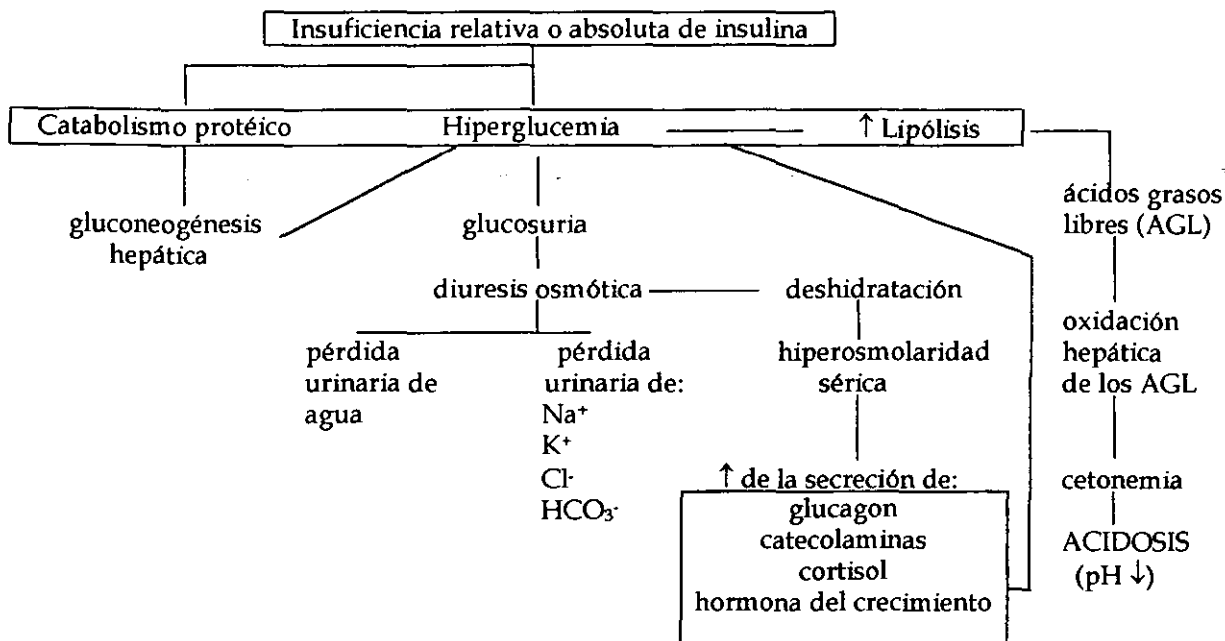 Insuficiencia relativa o absoluta de insulina
Catabolismo protéico Hiperglucemia ↑ Lipólisis
gluconeogénesis
hepática
glucosuria
diuresis osmótica
deshidratación
pérdida
urinaria de
agua
pérdida
urinaria de:
Na⁺
K⁺
Cl⁻
HCO₃⁻
hiperosmolaridad
sérica
↑ de la secreción de:
glucagon
catecolaminas
cortisol
hormona del crecimiento
ácidos grasos
libres (AGL)
oxidación
hepática
de los AGL
cetonemia
ACIDOSIS
(pH ↓)